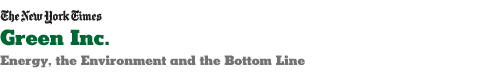 The New York Times
Green Inc.
Energy, the Environment and the Bottom Line